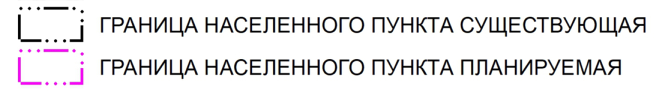 ГРАНИЦА НАСЕЛЕННОГО ПУНКТА СУЩЕСТВУЮЩАЯ
ГРАНИЦА НАСЕЛЕННОГО ПУНКТА ПЛАНИРУЕМАЯ